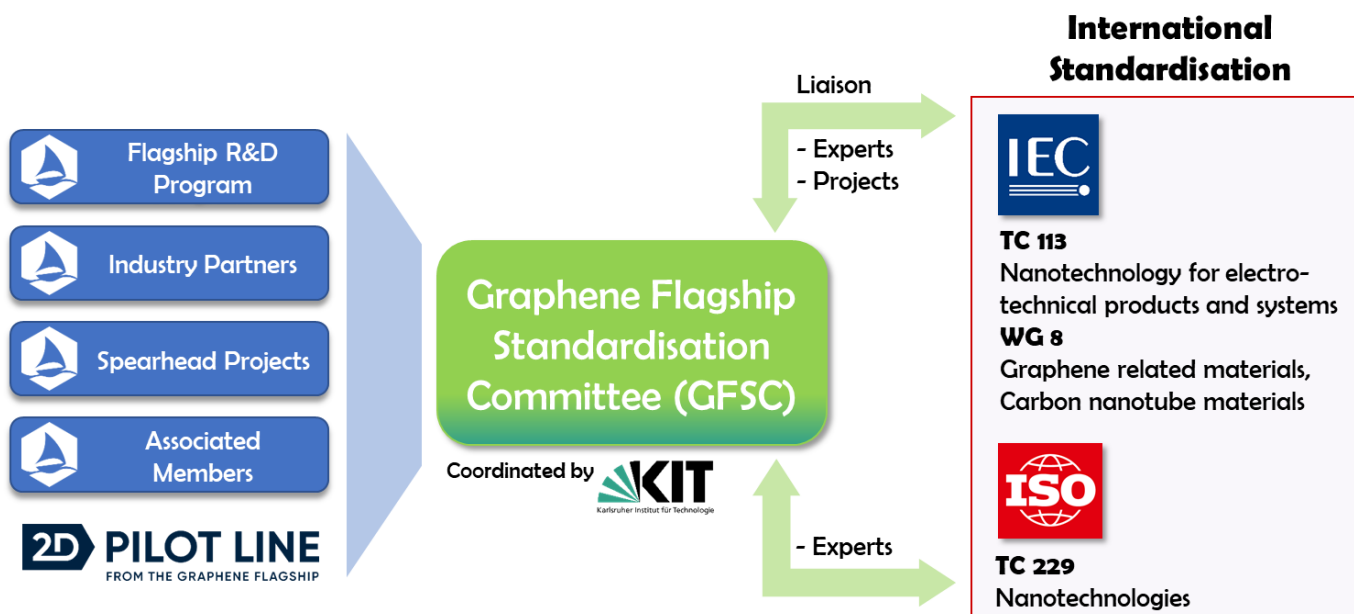 Flagship R&D
Program
Industry Partners
Spearhead Projects
Associated
Members
2D PILOT LINE
FROM THE GRAPHENE FLAGSHIP
Graphene Flagship
Standardisation
Committee (GFSC)
Coordinated by
KIT
Karlsruher Institut für Technologie
Liaison
- Experts
- Projects
- Experts
International
Standardisation
IEC
TC 113
Nanotechnology for electro-
technical products and systems
WG 8
Graphene related materials,
Carbon nanotube materials
ISO
TC 229
Nanotechnologies